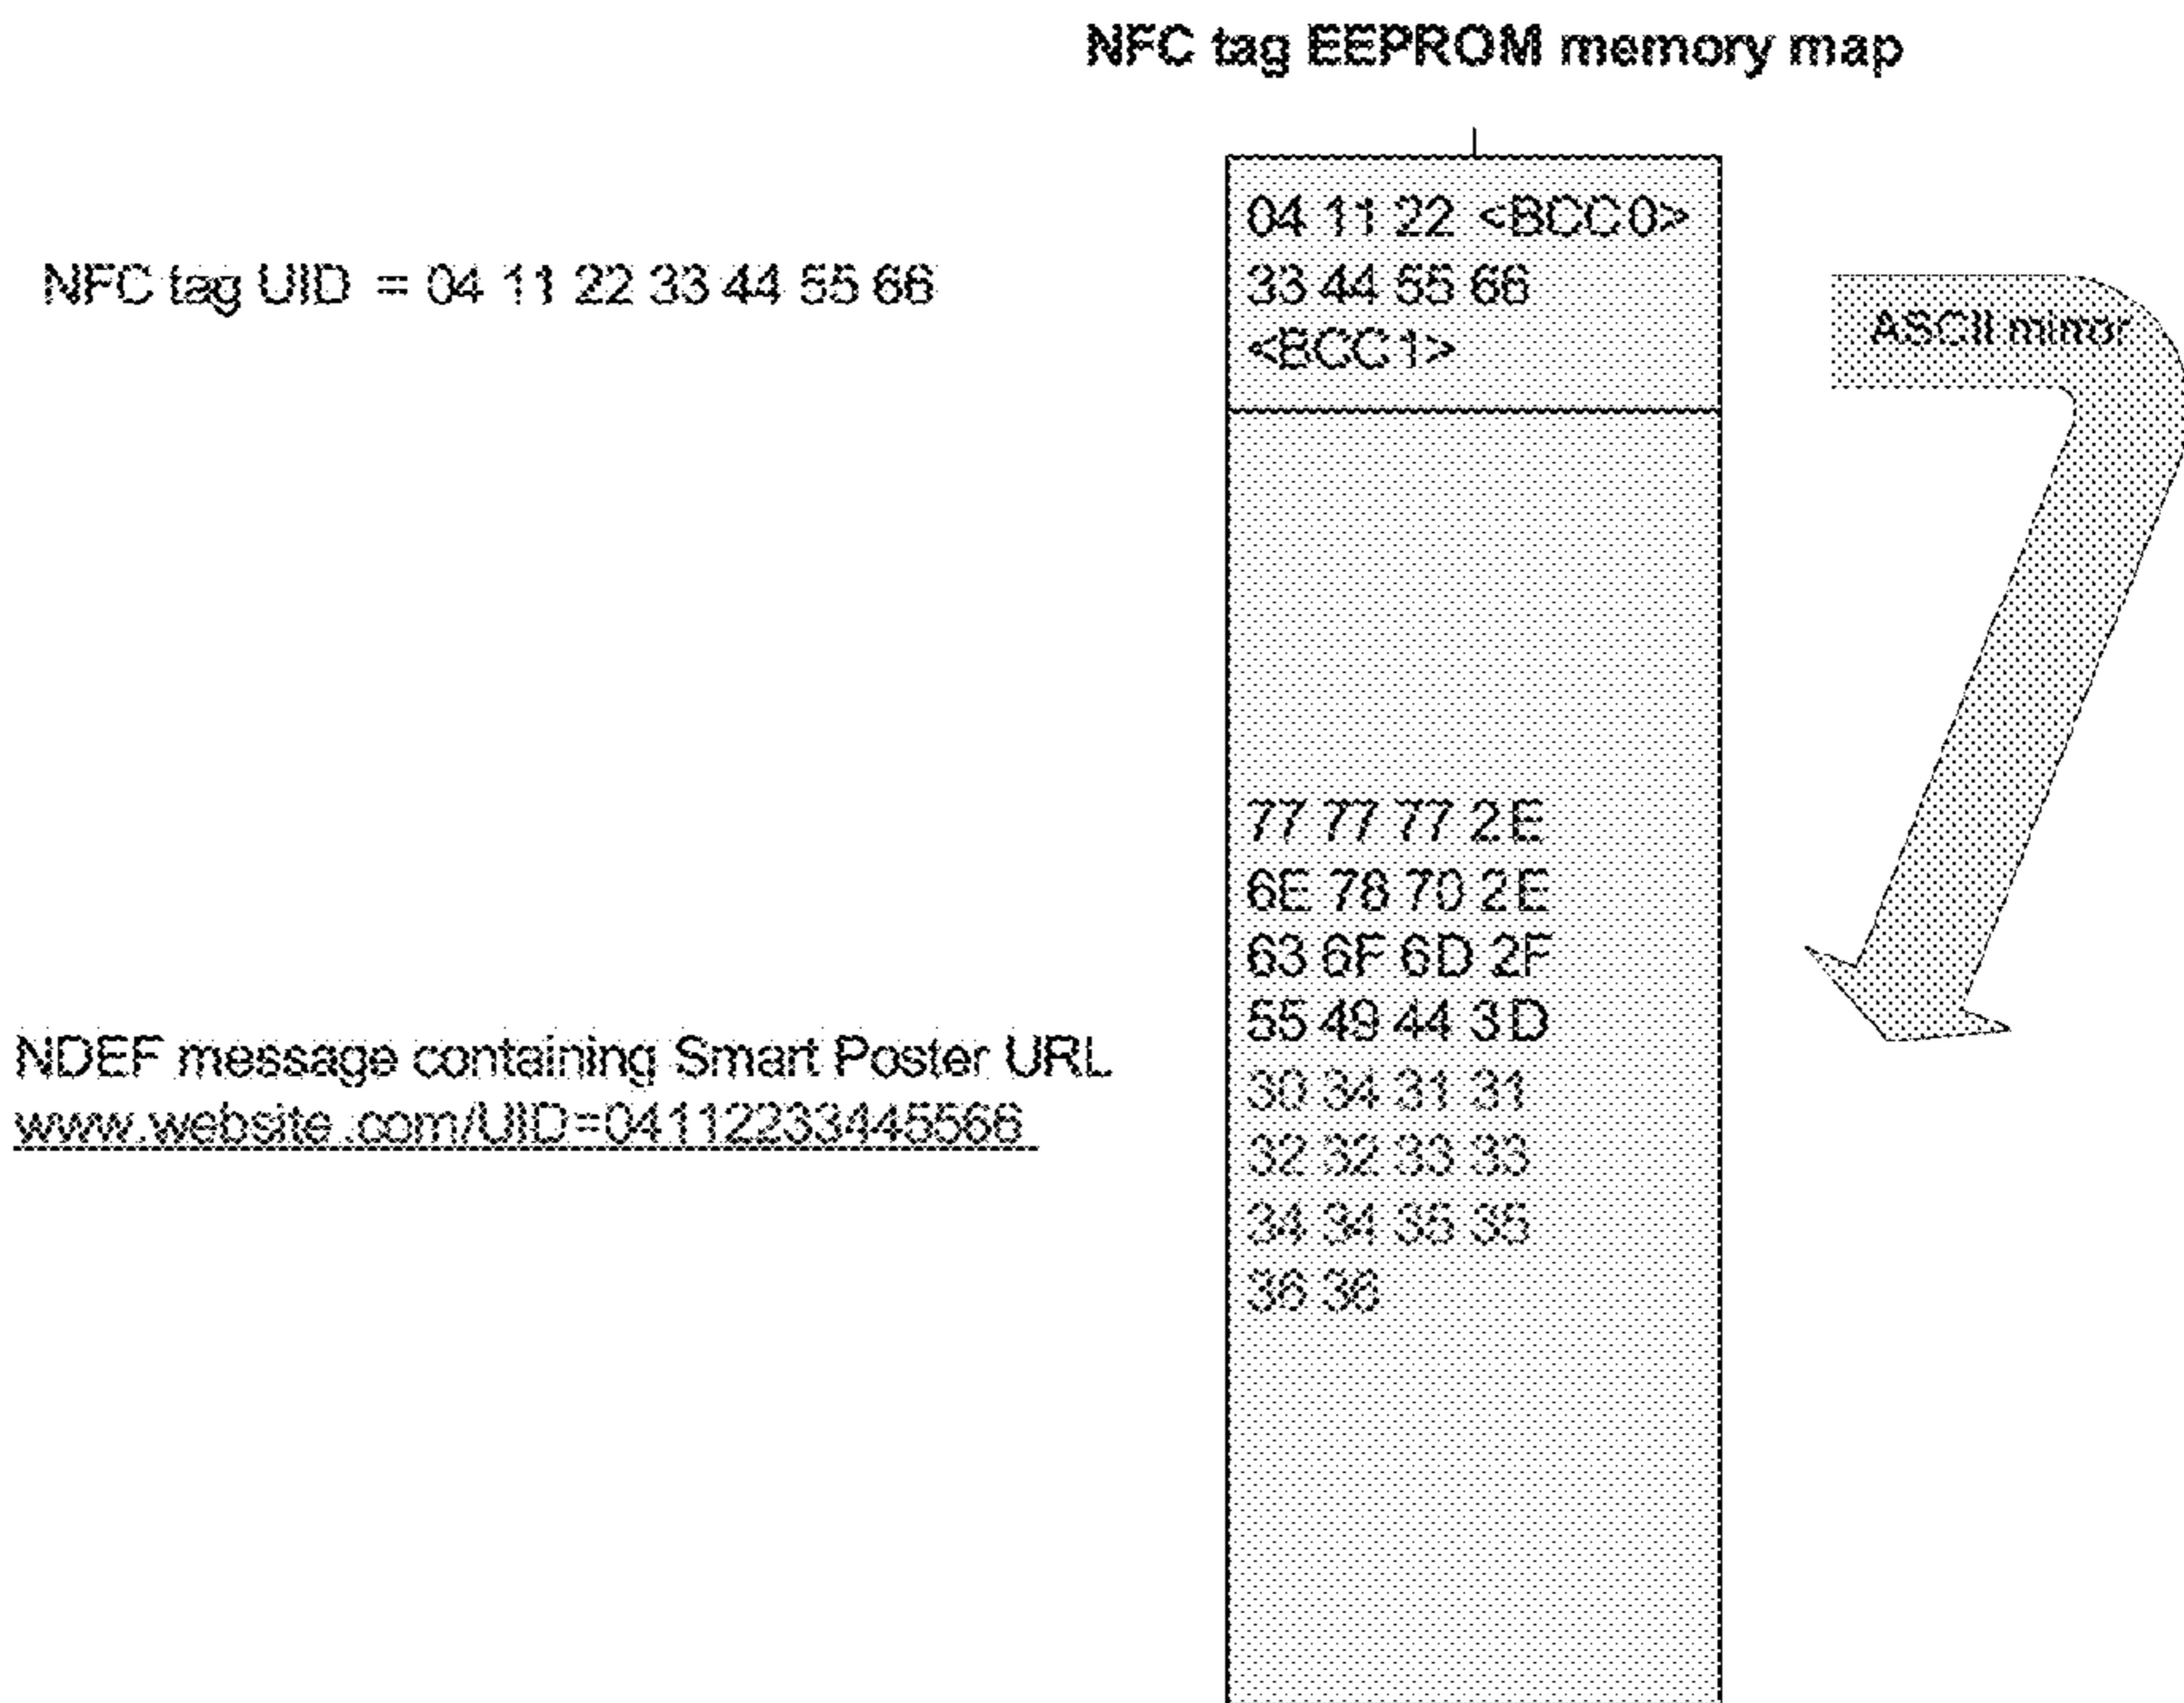 NFC tag EEPROM memory map
NFC tag UID = 04 11 22 33 44 55 66
04 11 22 <BCC0>
33 44 55 66
<BCC1>
ASCII mirror
77 77 77 2E
6E 78 70 2E
63 6F 6D 2F
55 49 44 3D
30 34 31 31
32 32 33 33
34 34 35 35
36 36
NDEF message containing Smart Poster URL
www.website.com/UID=04112233445566